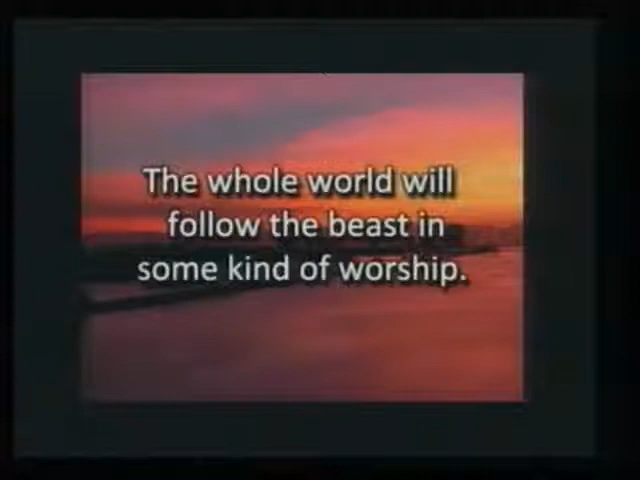 The whole world will
follow the beast in
some kind of worship.